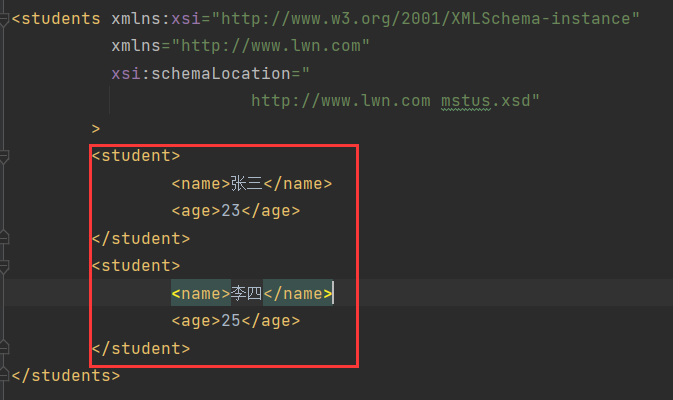 <students xmlns:xsi="http://www.w3.org/2001/XMLSchema-instance"
xmlns="http://www.lwn.com"
xsi:schemaLocation="
http://www.lwn.com mstus.xsd"
>
<student>
<name>张三</name>
<age>23</age>
</student>
<student>
<name>李四</name>
<age>25</age>
</student>
</students>